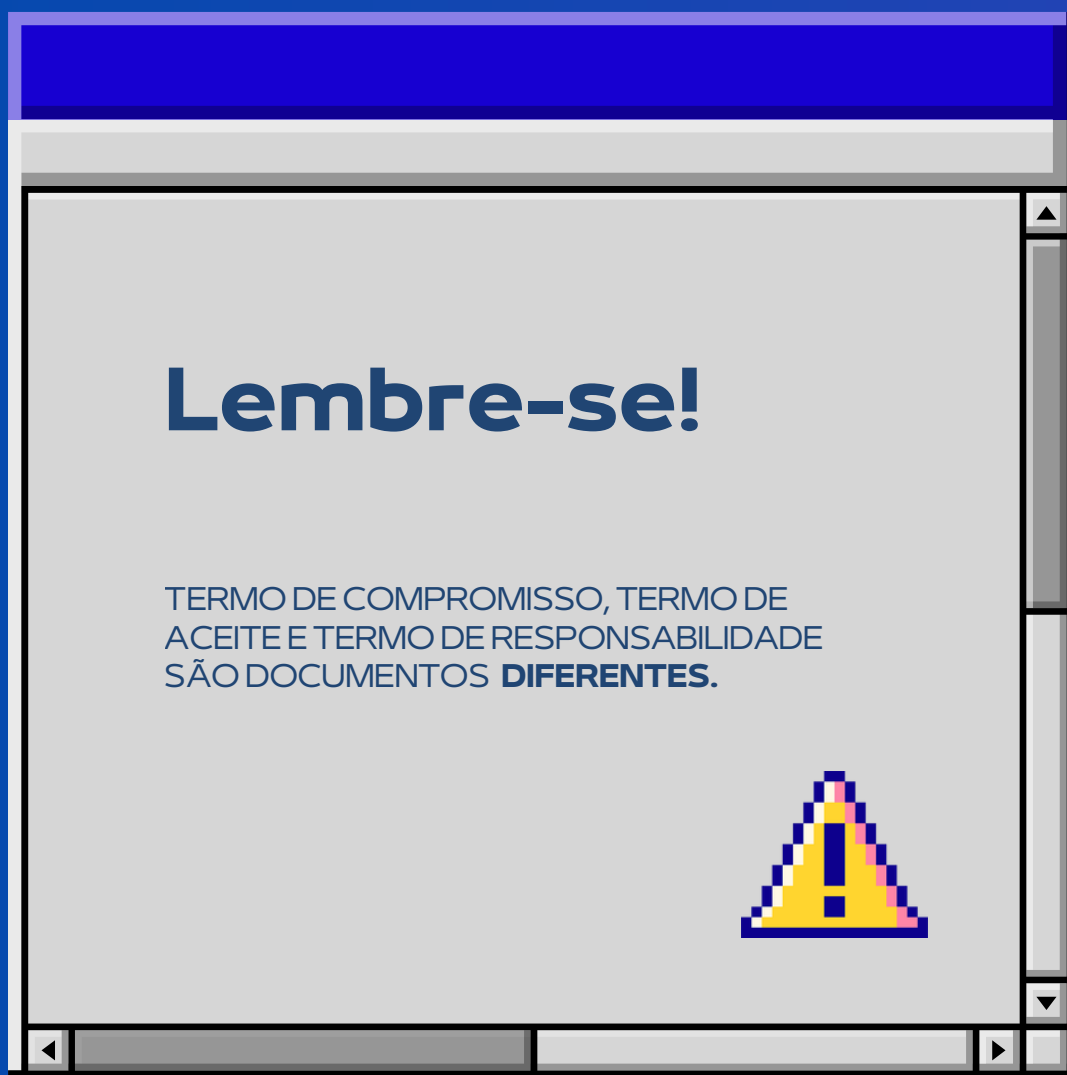 Lembre-se!
TERMO DE COMPROMISSO, TERMO DE
ACEITE E TERMO DE RESPONSABILIDADE
SÃO DOCUMENTOS DIFERENTES.